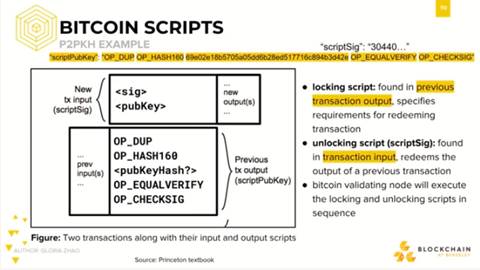 BITCOIN SCRIPTS
P2PKH EXAMPLE
"scriptSig": "30440..."
"scriptPubKey": "OP_DUP OP_HASH160 69e02e18b5705a05dd6b28ed517716c894b3d42e OP_EQUALVERIFY OP_CHECKSIG"
New
tx input
(scriptSig)
<sig>
<pubKey>
...
new
output(s)
...
...
prev
input(s)
...
OP_DUP
OP_HASH160
<pubKeyHash?>
OP_EQUALVERIFY
OP_CHECKSIG
Previous
tx output
(scriptPubKey)
● locking script: found in previous
transaction output, specifies
requirements for redeeming
transaction
● unlocking script (scriptSig): found
in transaction input, redeems the
output of a previous transaction
● bitcoin validating node will execute
the locking and unlocking scripts in
sequence
Figure: Two transactions along with their input and output scripts
AUTHOR: GLORIA ZHAO
Source: Princeton textbook
BLOCKCHAIN
AT BERKELEY